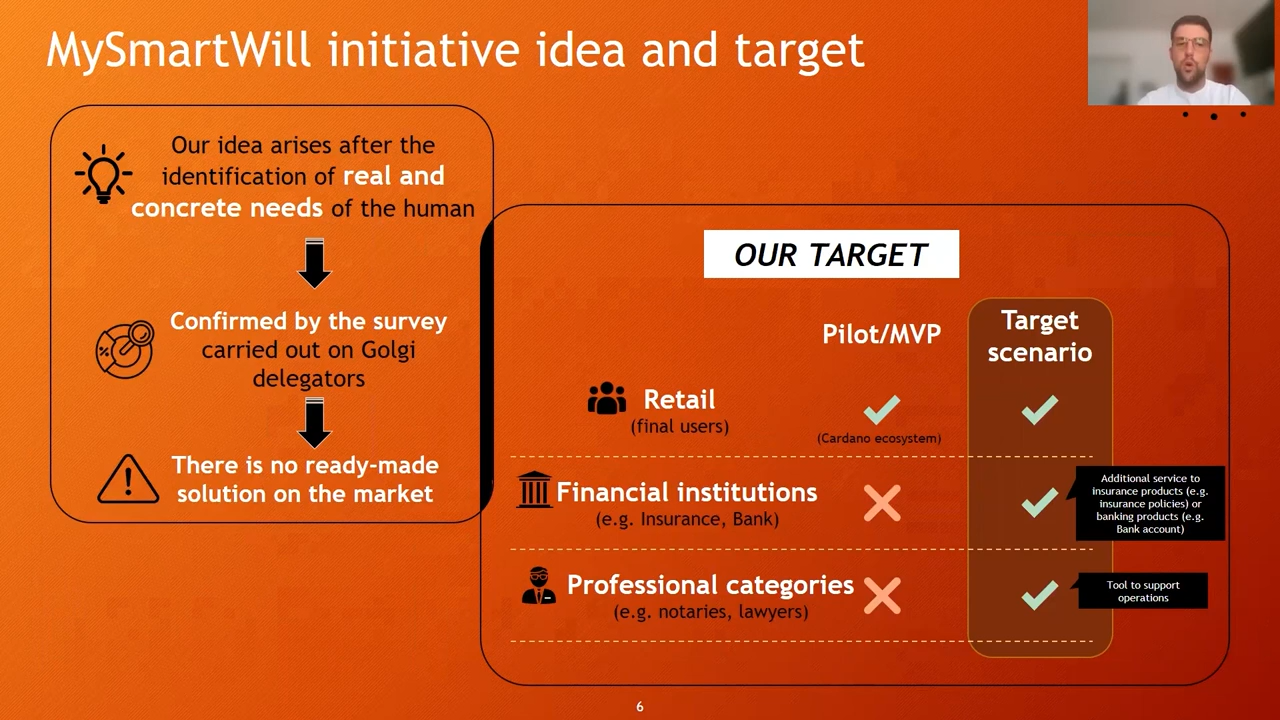 MySmartWill initiative idea and target
Our idea arises after the
identification of real and
concrete needs of the human
Confirmed by the survey
carried out on Golgi
delegators
There is no ready-made
solution on the market
OUR TARGET
Pilot/MVP
Target
scenario
Retail
(final users)
(Cardano ecosystem)
Financial institutions
(e.g. Insurance, Bank)
Additional service to
insurance products (e.g.
insurance policies) or
banking products (e.g.
Bank account)
Professional categories
(e.g. notaries, lawyers)
Tool to support
operations
6